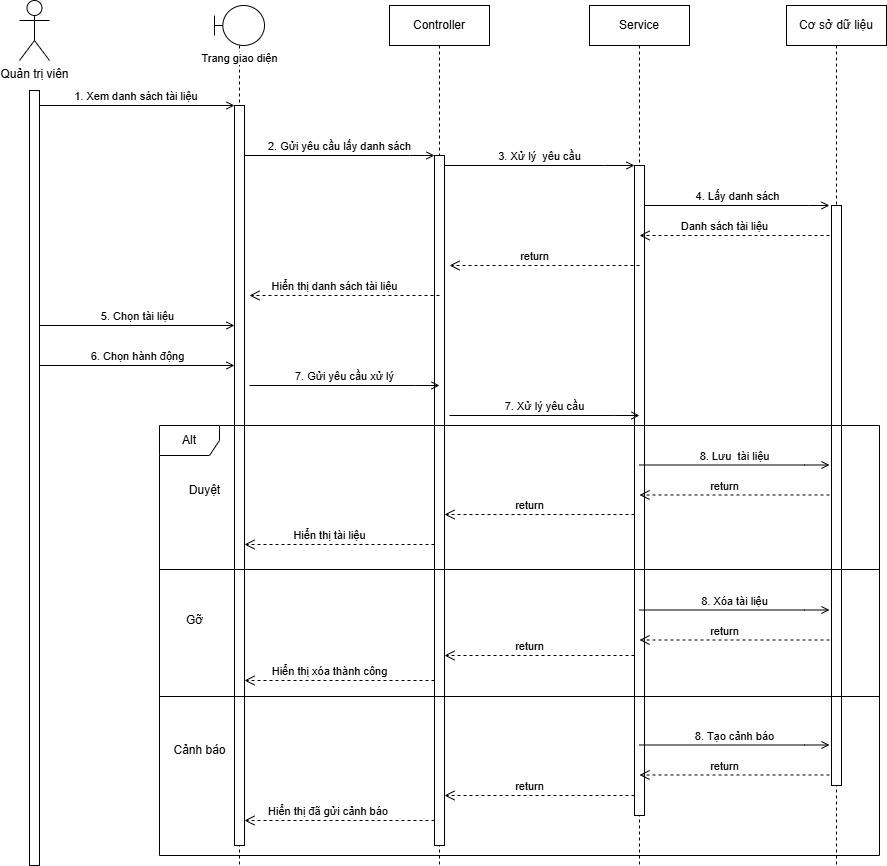 Controller
Service
Cơ sở dữ liệu
Trang giao diện
Quản trị viên
1. Xem danh sách tài liệu
2. Gửi yêu cầu lấy danh sách
3. Xử lý yêu cầu
4. Lấy danh sách
Danh sách tài liệu
return
Hiển thị danh sách tài liệu
5. Chọn tài liệu
6. Chọn hành động
7. Gửi yêu cầu xử lý
7. Xử lý yêu cầu
Alt
8. Lưu tài liệu
Duyệt
return
return
Hiển thị tài liệu
8. Xóa tài liệu
Gỡ
return
return
Hiển thị xóa thành công
8. Tạo cảnh báo
Cảnh báo
return
return
Hiển thị đã gửi cảnh báo